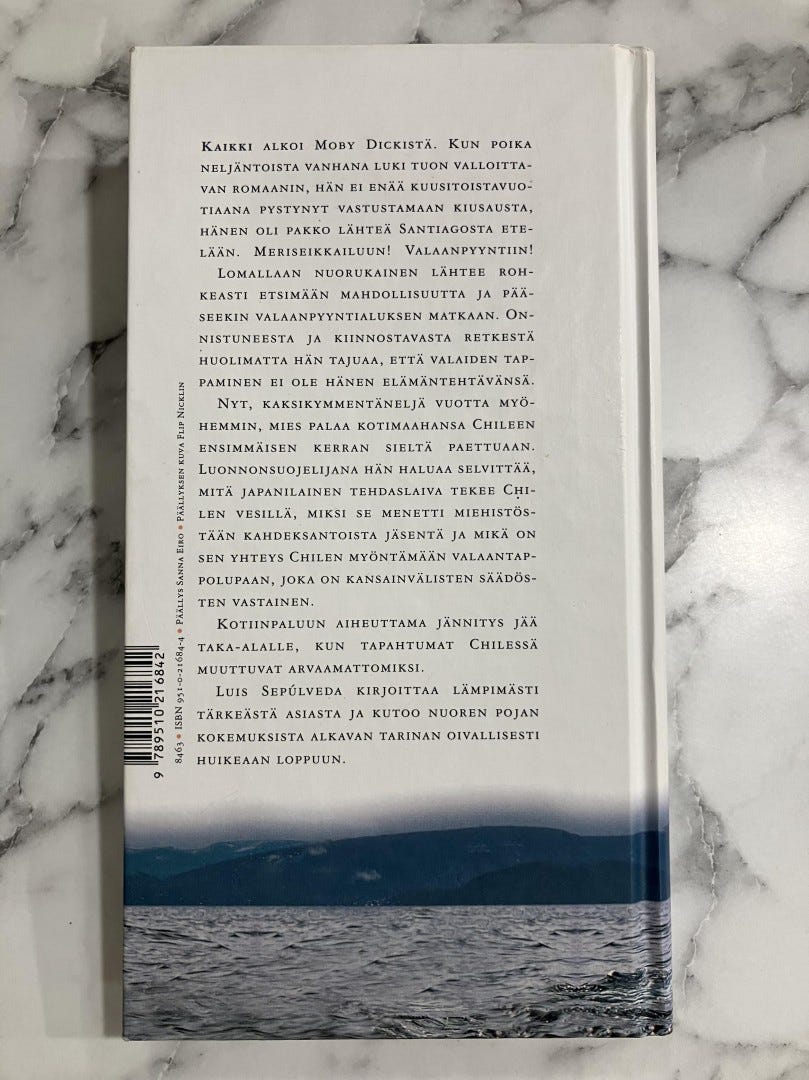 Kaikki alkoi Moby Dickistä. Kun poika
neljäntoista vanhana luki tuon valloitta-
van romaanin, hän ei enää kuusitoistavuo-
tiaana pystynyt vastustamaan kiusausta,
hänen oli pakko lähteä Santiagosta ete-
lään. Meriseikkailuun! Valaanpyyntiin!
Lomallaan nuorukainen lähtee roh-
keasti etsimään mahdollisuutta ja pää-
seekin valaanpyyntialuksen matkaan. On-
nistuneesta ja kiinnostavasta retkestä
huolimatta hän tajuaa, että valaiden tap-
paminen ei ole hänen elämäntehtävänsä.
Nyt, kaksikymmentäneljä vuotta myö-
hemmin, mies palaa kotimaahansa Chileen
ensimmäisen kerran sieltä paettuaan.
Luonnonsuojelijana hän haluaa selvittää,
mitä japanilainen tehdaslaiva tekee Chi-
len vesillä, miksi se menetti miehistös-
tään kahdeksantoista jäsentä ja mikä on
sen yhteys Chilen myöntämään valaantap-
polupaan, joka on kansainvälisten säädös-
ten vastainen.
Kotiinpaluun aiheuttama jännitys jää
taka-alalle, kun tapahtumat Chilessä
muuttuvat arvaamattomiksi.
Luis Sepúlveda kirjoittaa lämpimästi
tärkeästä asiasta ja kutoo nuoren pojan
kokemuksista alkavan tarinan oivallisesti
huikeaan loppuun.
8463 • ISBN 951-0-21684-4 • Päällys Sanna Eiro • Päällyksen kuva Flip Nicklin
9 789510 216842